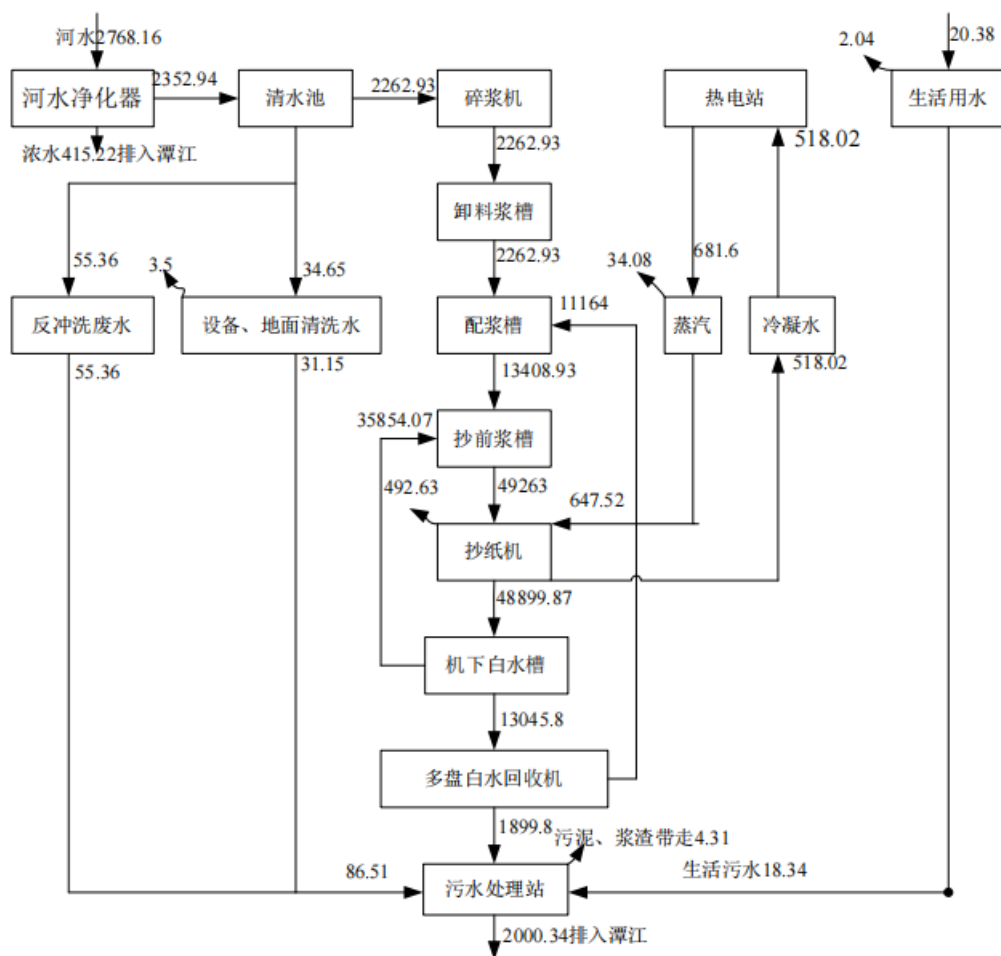 河水2768.16
20.38
2.04
河水净化器
2352.94
清水池
2262.93
碎浆机
热电站
生活用水
浓水415.22排入潭江
2262.93
518.02
卸料浆槽
55.36
3.5
34.65
2262.93
34.08
681.6
11164
反冲洗废水
设备、地面清洗水
配浆槽
蒸汽
冷凝水
55.36
31.15
13408.93
518.02
35854.07
抄前浆槽
492.63
49263
647.52
抄纸机
48899.87
机下白水槽
13045.8
多盘白水回收机
1899.8
污泥、浆渣带走4.31
86.51
污水处理站
生活污水18.34
2000.34排入潭江